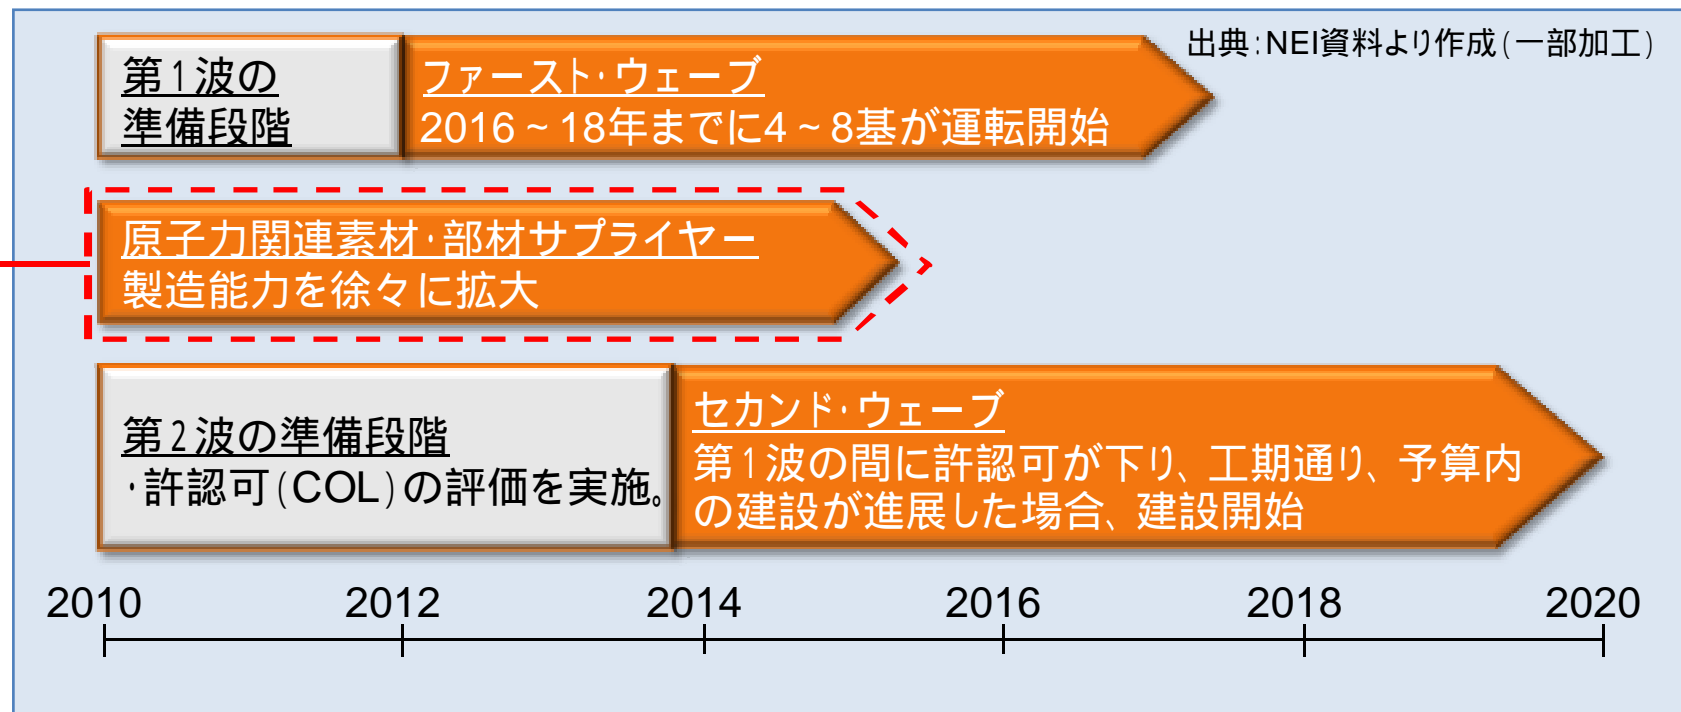 出典:NEI資料より作成(一部加工)
第1波の
準備段階
ファースト・ウェーブ
2016~18年までに4~8基が運転開始
原子力関連素材・部材サプライヤー
製造能力を徐々に拡大
第2波の準備段階
・許認可(COL)の評価を実施。
セカンド・ウェーブ
第1波の間に許認可が下り、工期通り、予算内
の建設が進展した場合、建設開始
2010 2012 2014 2016 2018 2020